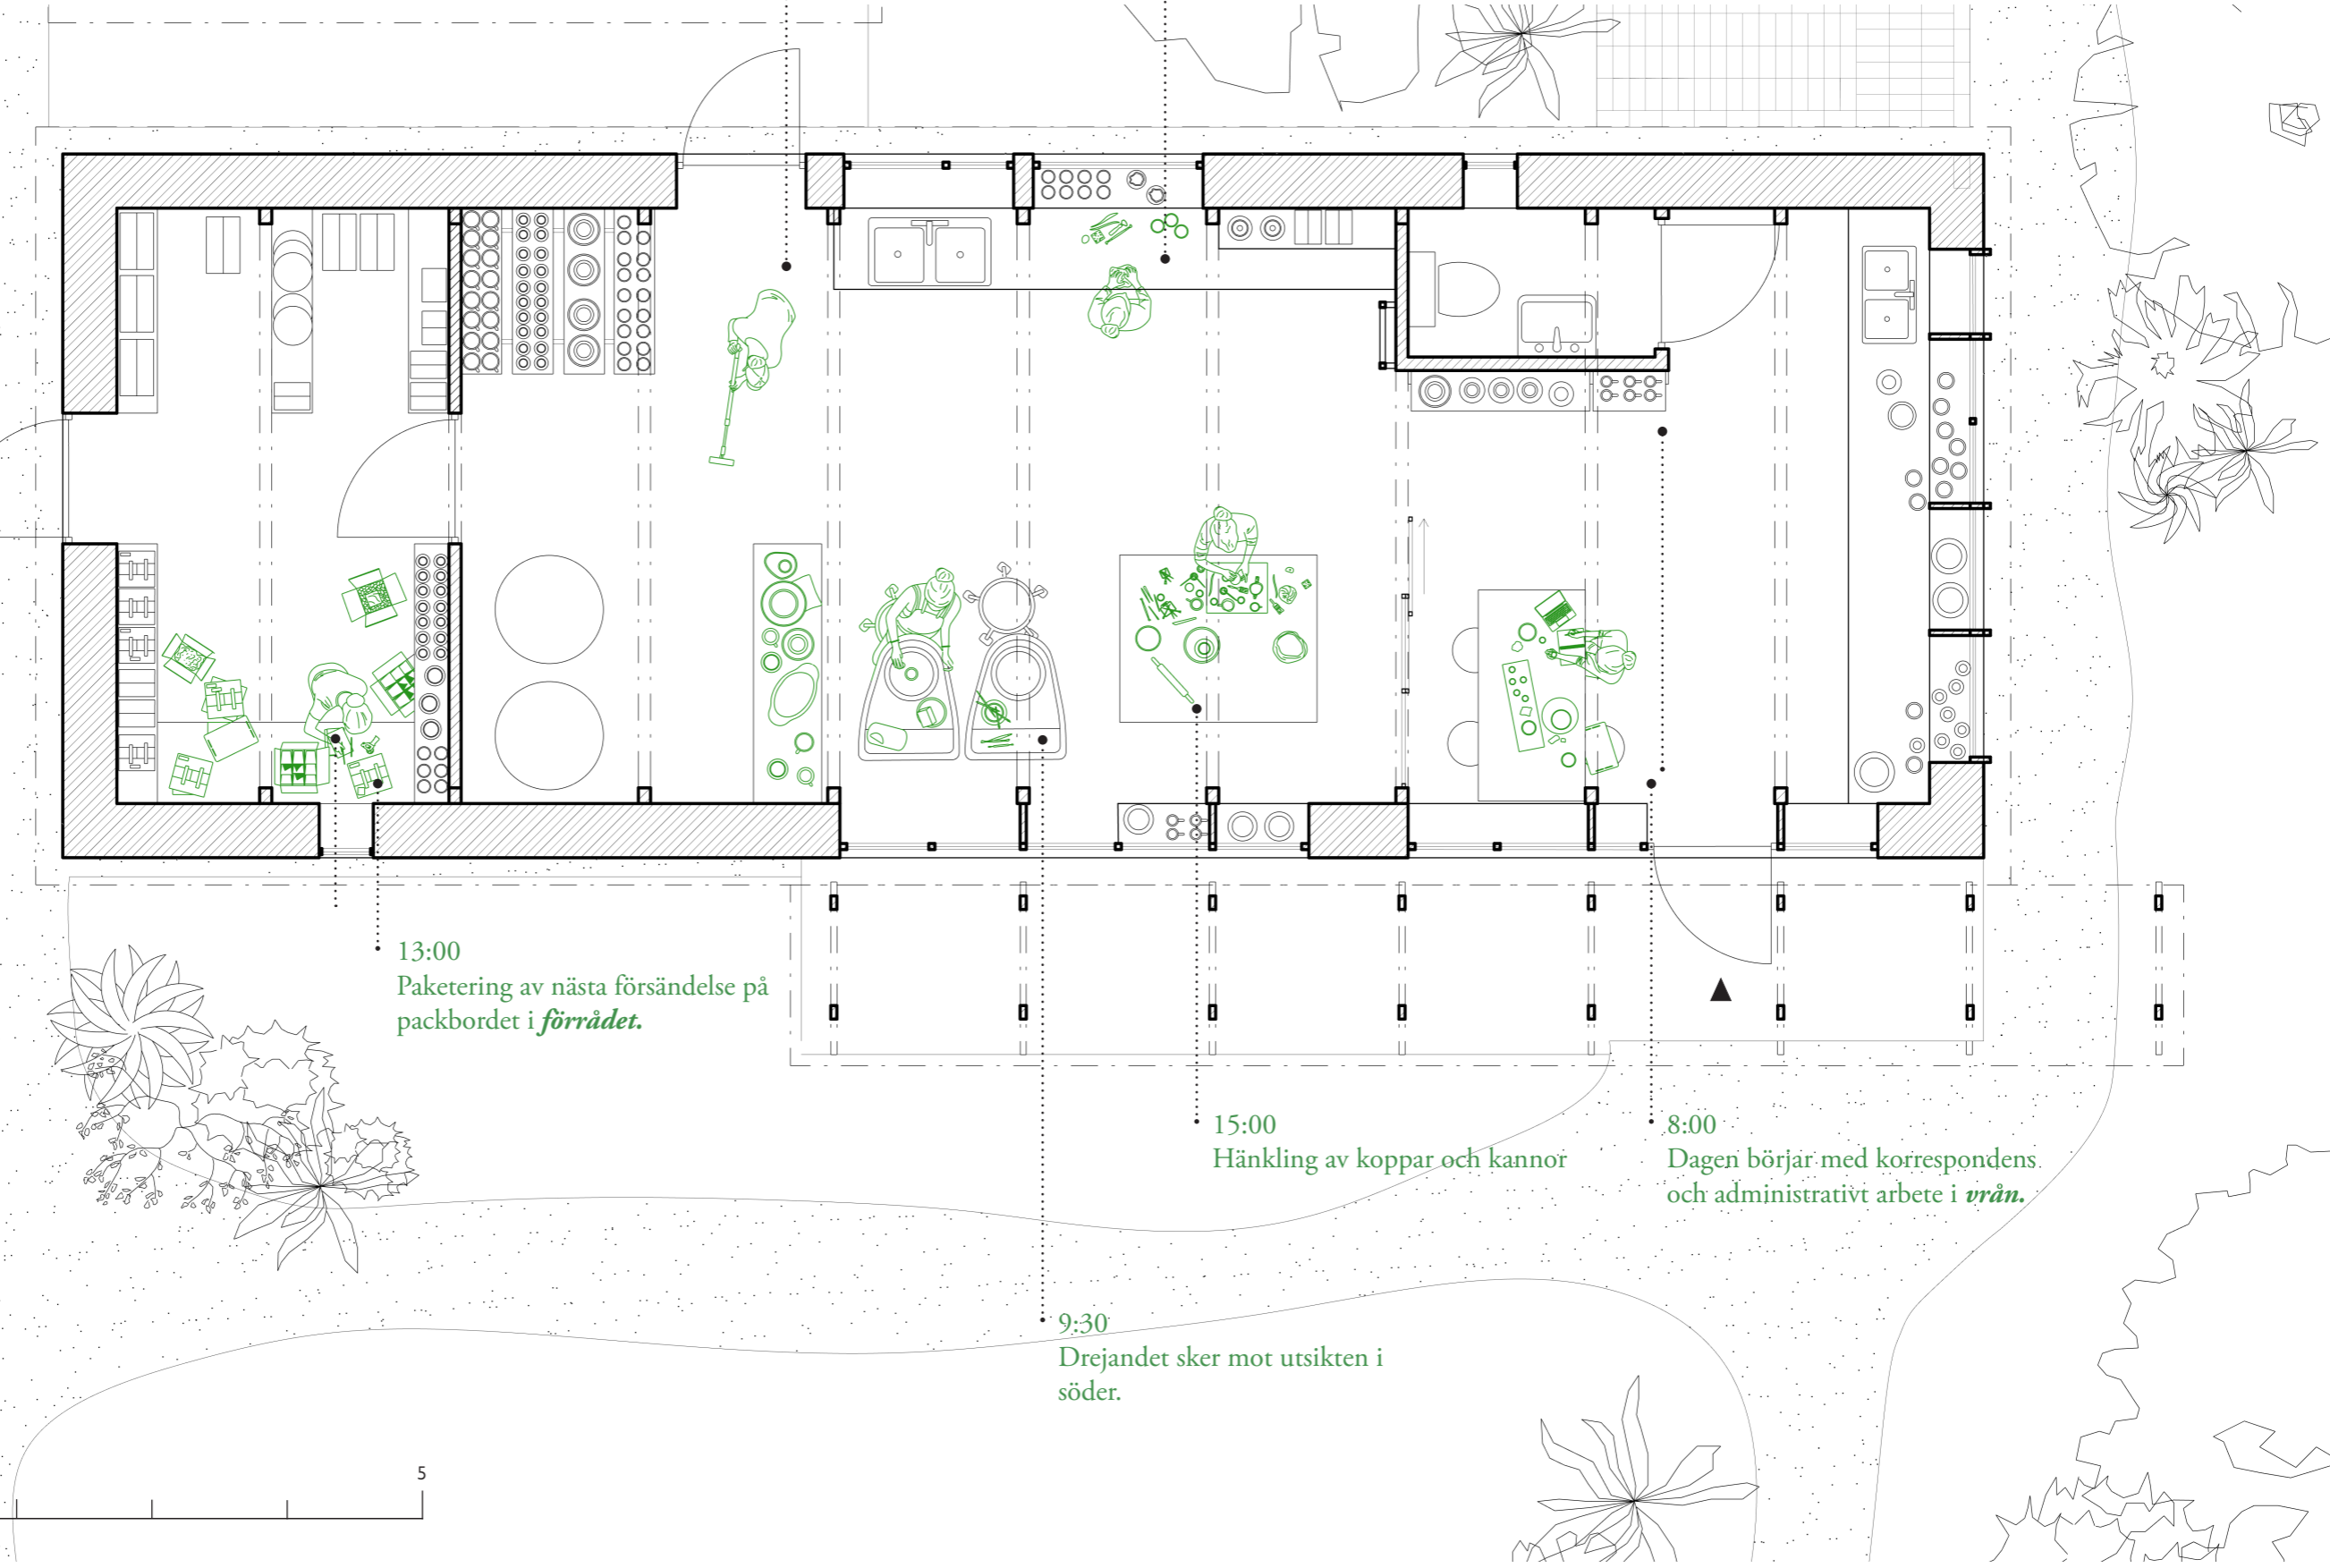 13:00
Paketering av nästa försändelse på
packbordet i förrådet.
15:00
Hänkling av koppar och kannor
8:00
Dagen börjar med korrespondens
och administrativt arbete i vrån.
9:30
Drejandet sker mot utsikten i
söder.
5